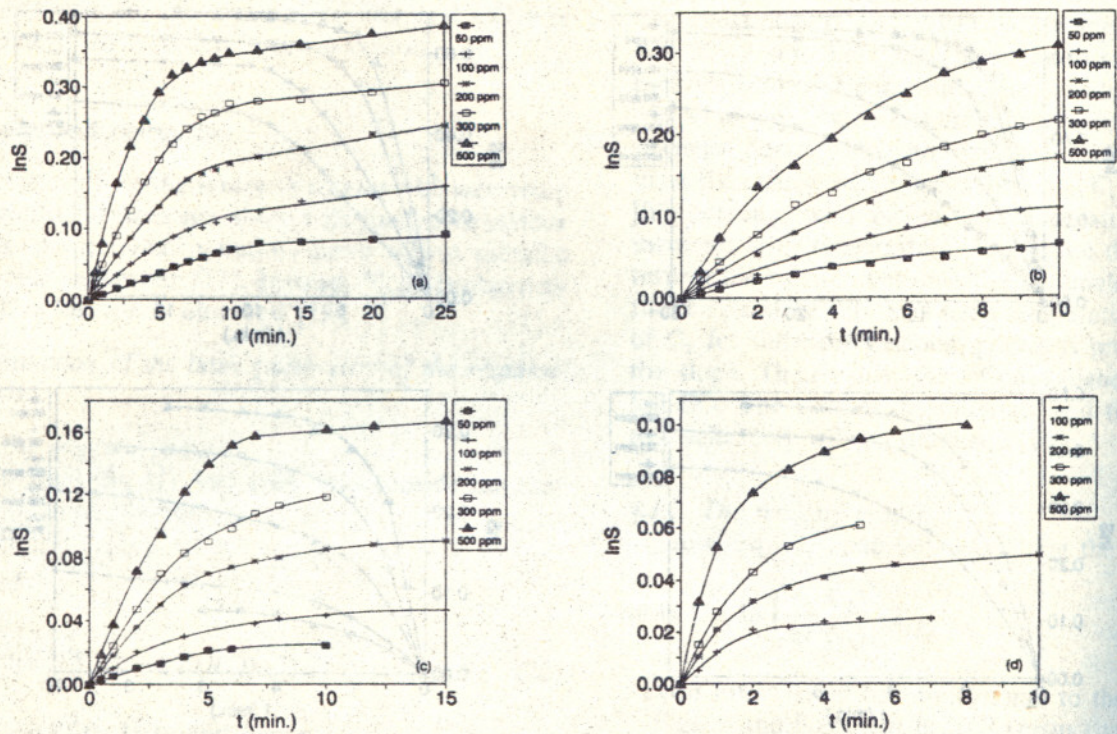 0.40
0.30
0.20
0.10
0.00
lnS
0 5 10 15 20 25
t (min.)
(a)
50 ppm
100 ppm
200 ppm
300 ppm
500 ppm
0.30
0.20
0.10
0.00
lnS
0 2 4 6 8 10
t (min.)
(b)
50 ppm
100 ppm
200 ppm
300 ppm
500 ppm
0.16
0.12
0.08
0.04
0.00
lnS
0 5 10 15
t (min.)
(c)
50 ppm
100 ppm
200 ppm
300 ppm
500 ppm
0.10
0.08
0.06
0.04
0.02
0.00
lnS
0 2 4 6 8 10
t (min.)
(d)
100 ppm
200 ppm
300 ppm
500 ppm